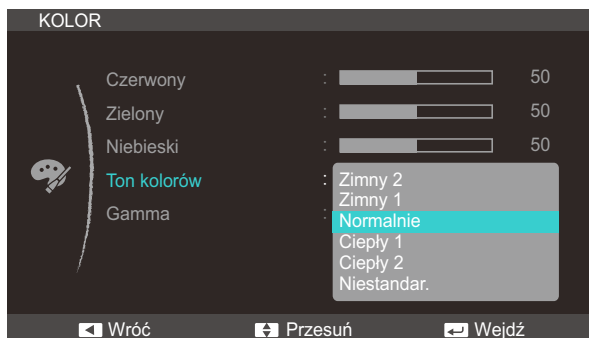 KOLOR
Czerwony : 50
Zielony : 50
Niebieski : 50
Ton kolorów : Zimny 2
Zimny 1
Normalnie
Gamma :
Ciepły 1
Ciepły 2
Niestandar.
Wróć Przesuń Wejdź